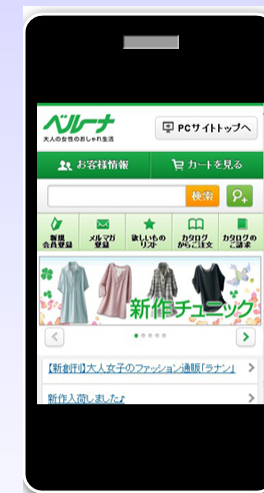 ベルーナ
大人の女性のおしゃれ生活
PCサイトトップへ
お客様情報
カートを見る
検索
新規
会員登録
メルマガ
登録
欲しいもの
リスト
カタログ
からご注文
カタログの
ご請求
新作チュニック
【新創刊】大人女子のファッション通販「ラナン」
新作入荷しました♪